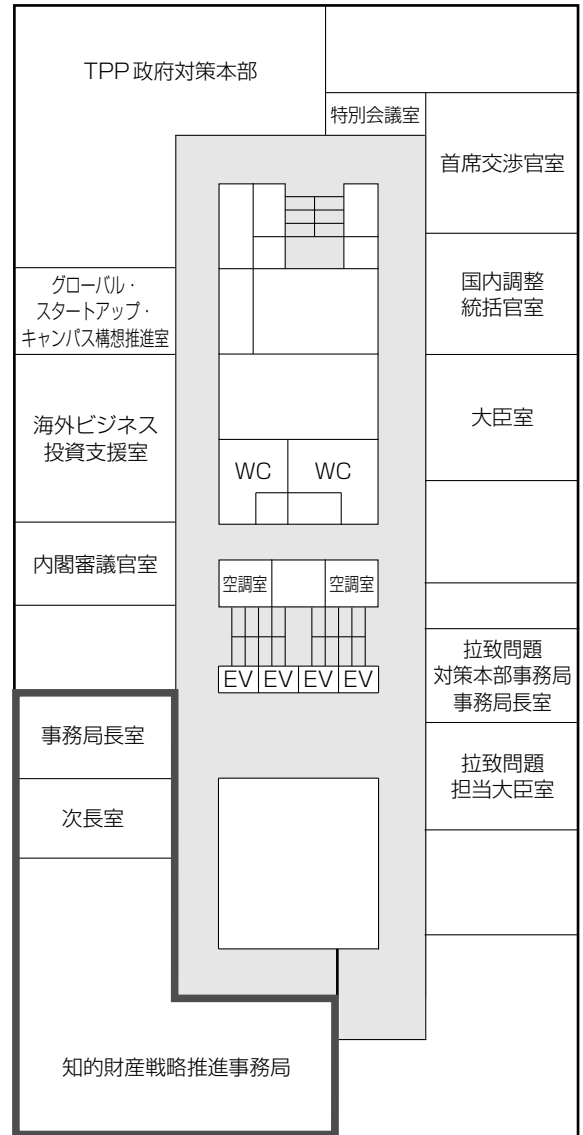 TPP政府対策本部
特別会議室
首席交渉官室
グローバル・
スタートアップ・
キャンパス構想推進室
国内調整
統括官室
海外ビジネス
投資支援室
大臣室
WC
WC
内閣審議官室
空調室
空調室
EV
EV
EV
EV
拉致問題
対策本部事務局
事務局長室
事務局長室
拉致問題
担当大臣室
次長室
知的財産戦略推進事務局